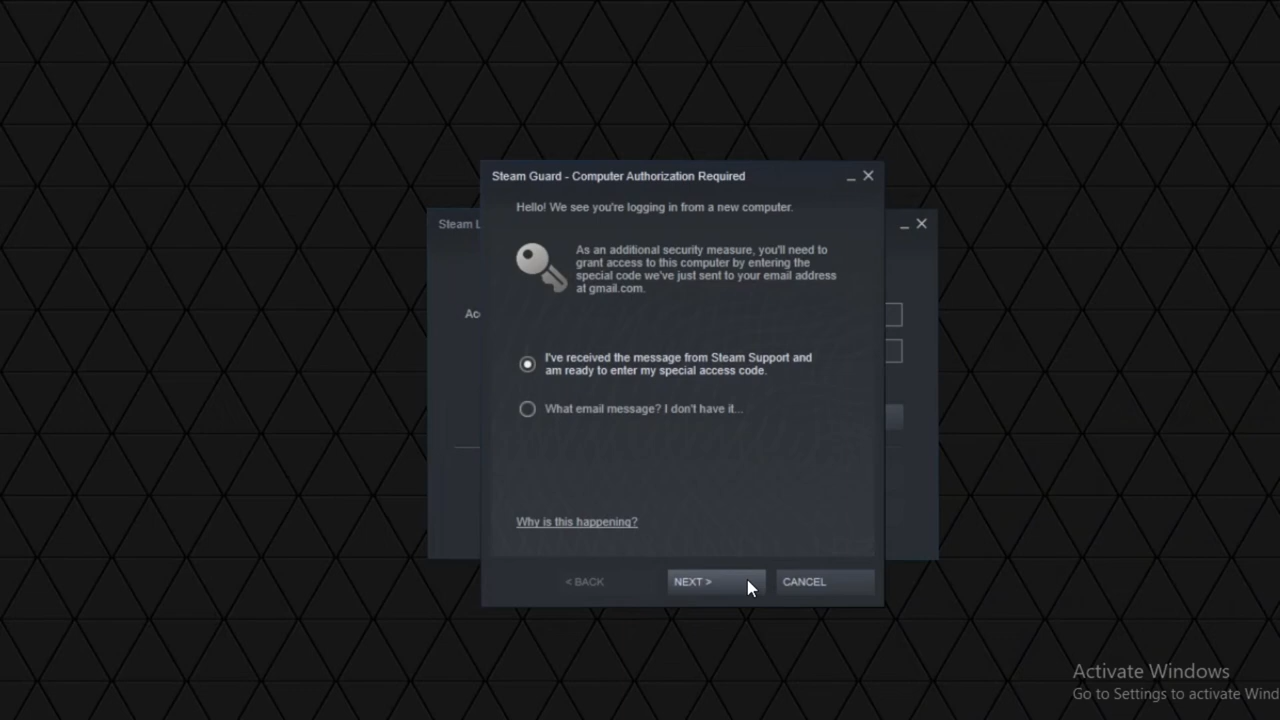 Steam Guard - Computer Authorization Required
Hello! We see you're logging in from a new computer.
Steam L
As an additional security measure, you'll need to
grant access to this computer by entering the
special code we've just sent to your email address
at gmail.com.
Ac
I've received the message from Steam Support and
am ready to enter my special access code.
What email message? I don't have it...
Why is this happening?
< BACK
NEXT >
CANCEL
Activate Windows
Go to Settings to activate Wind